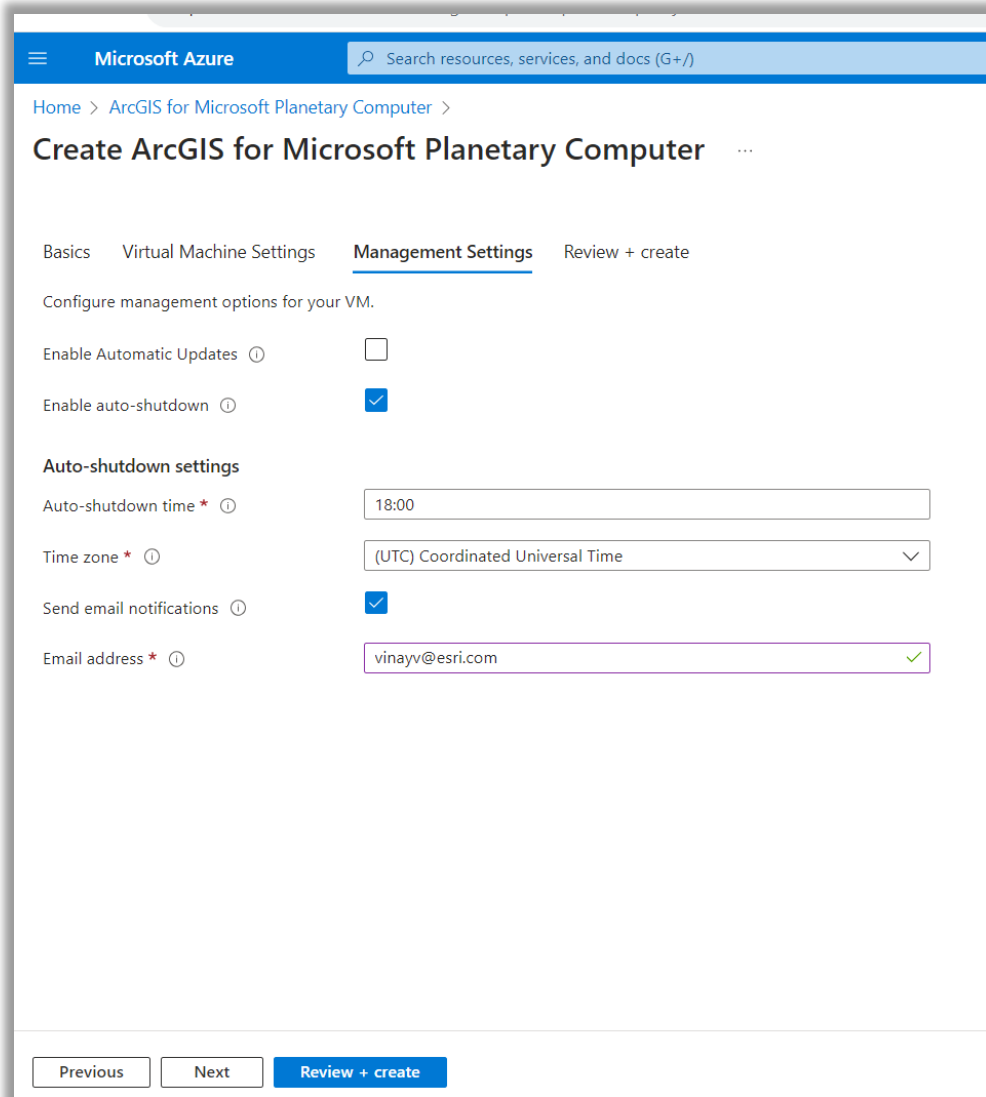 Microsoft Azure
Search resources, services, and docs (G+/)
Home > ArcGIS for Microsoft Planetary Computer >
Create ArcGIS for Microsoft Planetary Computer ...
Basics Virtual Machine Settings Management Settings Review + create
Configure management options for your VM.
Enable Automatic Updates
Enable auto-shutdown
Auto-shutdown settings
Auto-shutdown time * 18:00
Time zone * (UTC) Coordinated Universal Time
Send email notifications
Email address * vinayv@esri.com
Previous Next Review + create